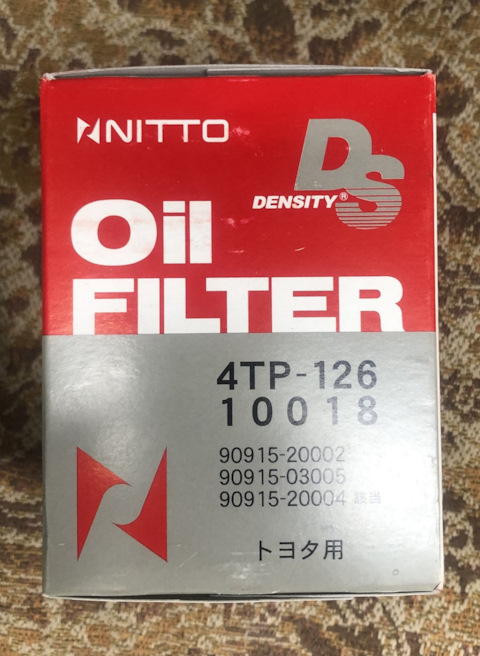 NITTO
DS
DENSITY®
Oil
FILTER
4TP-126
10018
90915-20002
90915-03005
90915-20004 該当
トヨタ用